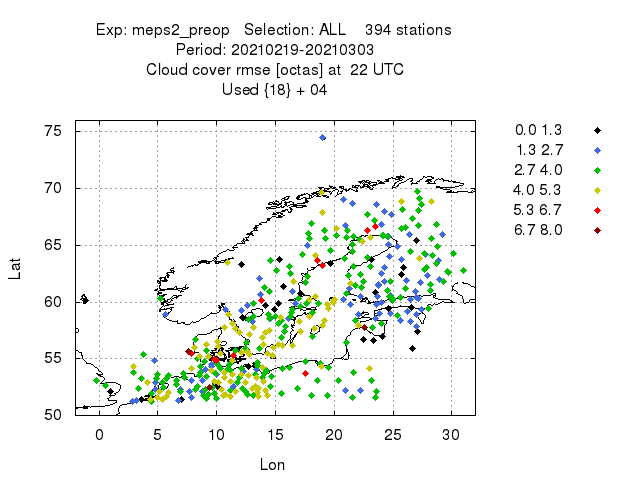 Exp: meps2_preop Selection: ALL 394 stations
Period: 20210219-20210303
Cloud cover rmse [octas] at 22 UTC
Used {18} + 04
75
70
65
60
55
50
Lat
0 5 10 15 20 25 30
Lon
0.0 1.3
1.3 2.7
2.7 4.0
4.0 5.3
5.3 6.7
6.7 8.0